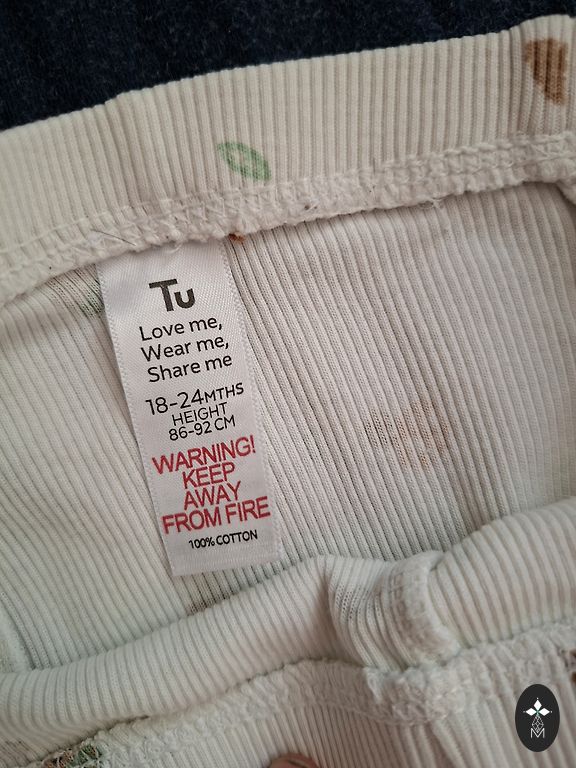 Tu
Love me,
Wear me,
Share me
18-24MTHS
HEIGHT
86-92 CM
WARNING!
KEEP
AWAY
FROM FIRE
100% COTTON
M